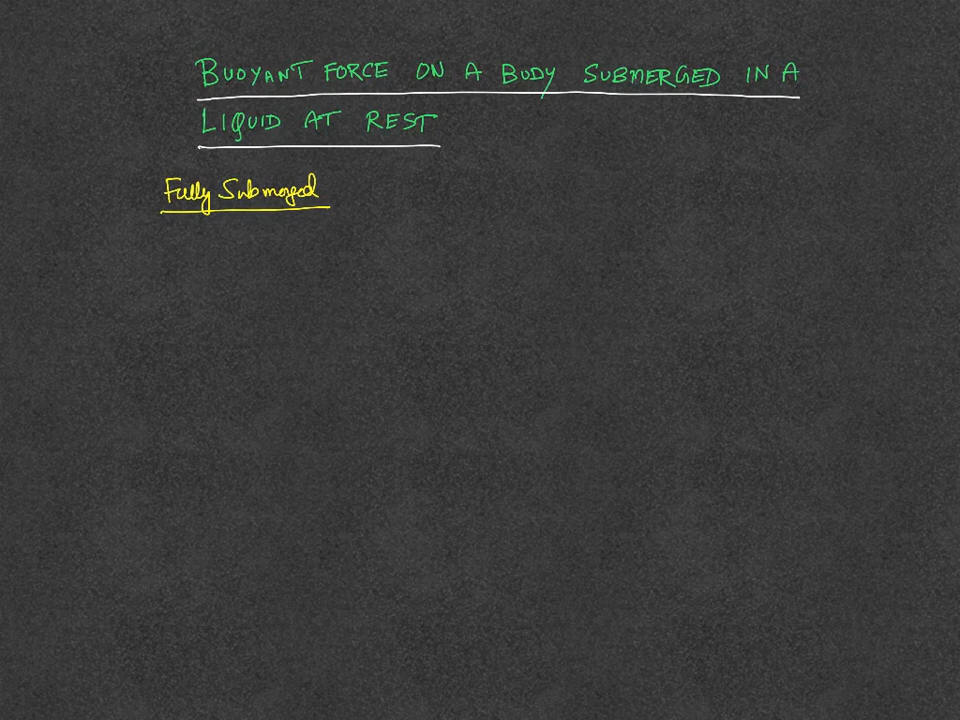 BUOYANT FORCE ON A BODY SUBMERGED IN A
LIQUID AT REST
Fully Submerged